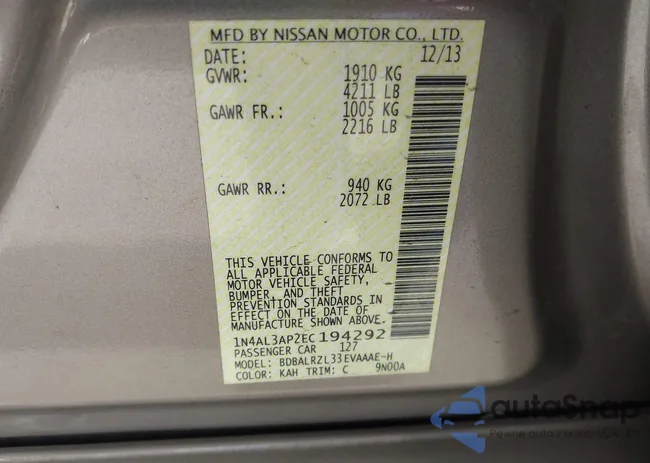 MFD BY NISSAN MOTOR CO., LTD.
DATE: 12/13
GVWR: 1910 KG
4211 LB
GAWR FR.: 1005 KG
2216 LB
GAWR RR.: 940 KG
2072 LB
THIS VEHICLE CONFORMS TO
ALL APPLICABLE FEDERAL
MOTOR VEHICLE SAFETY,
BUMPER, AND THEFT
PREVENTION STANDARDS IN
EFFECT ON THE DATE OF
MANUFACTURE SHOWN ABOVE.
1N4AL3AP2EC194292
PASSENGER CAR 127
MODEL: BDBALRZL33EVAAAE-H
COLOR: KAH TRIM: C 9N00A
autoSnap
Pewne auto z